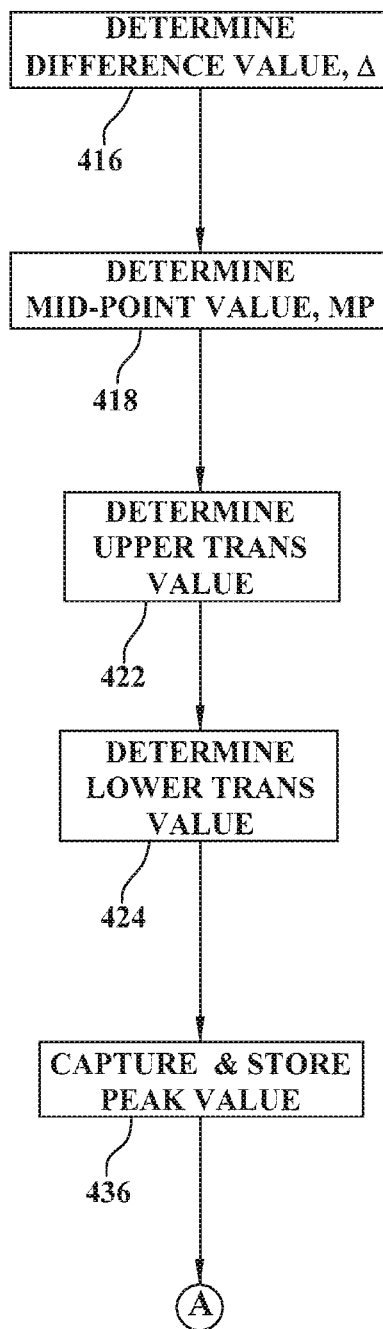 DETERMINE
DIFFERENCE VALUE, Δ
416
DETERMINE
MID-POINT VALUE, MP
418
DETERMINE
UPPER TRANS
VALUE
422
DETERMINE
LOWER TRANS
VALUE
424
CAPTURE & STORE
PEAK VALUE
436
A